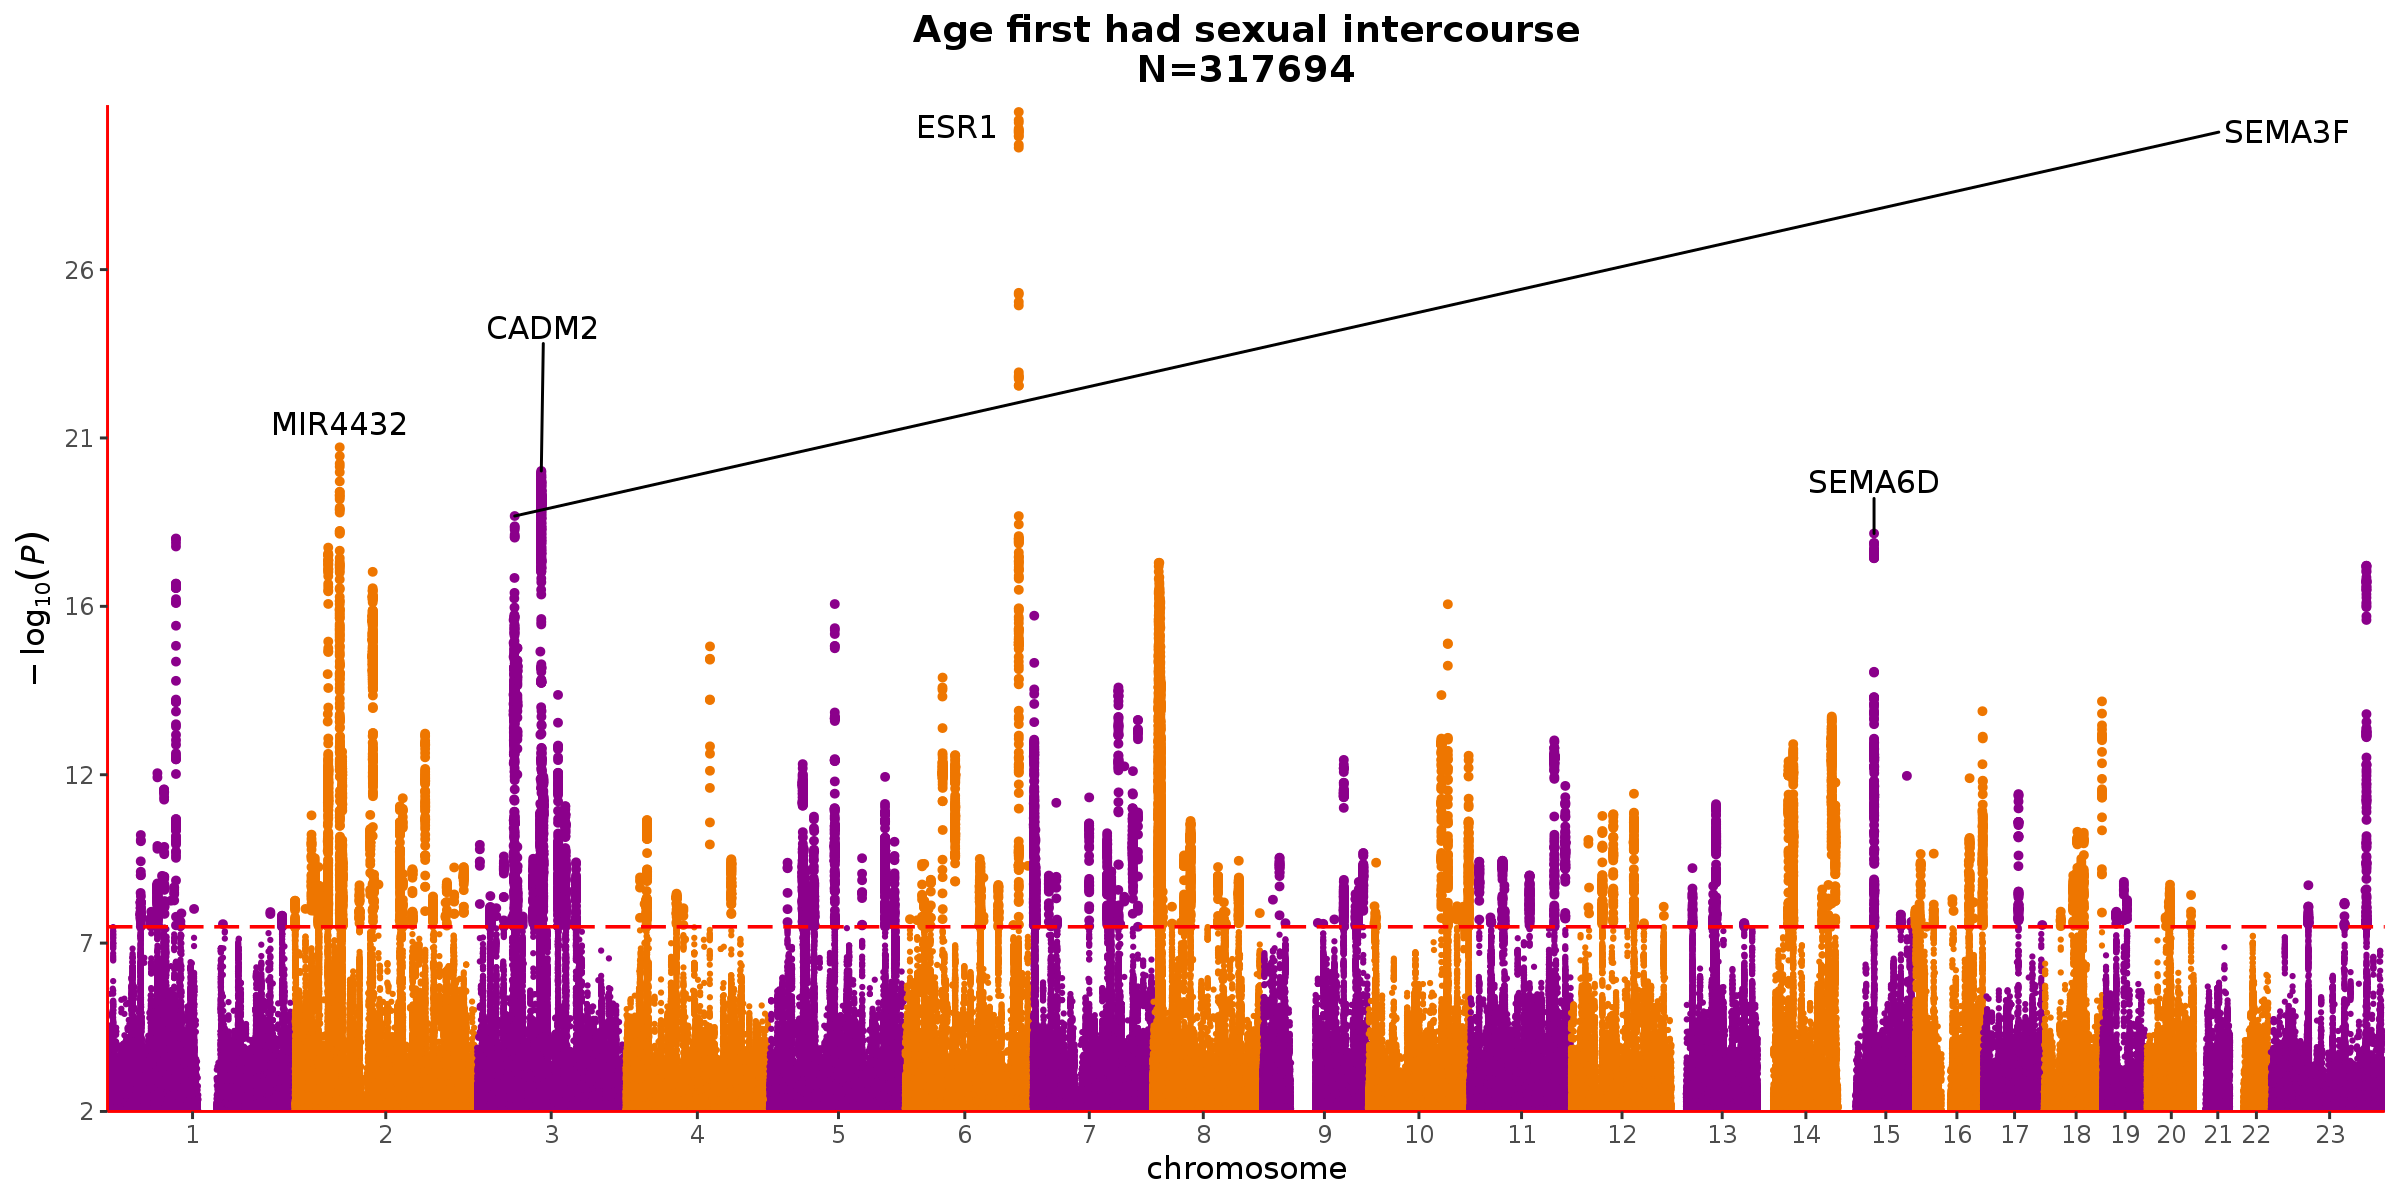 Age first had sexual intercourse
N=317694
ESR1
SEMA3F
CADM2
MIR4432
SEMA6D
26
21
16
12
7
2
− log10(P)
1 2 3 4 5 6 7 8 9 10 11 12 13 14 15 16 17 18 19 20 21 22 23
chromosome